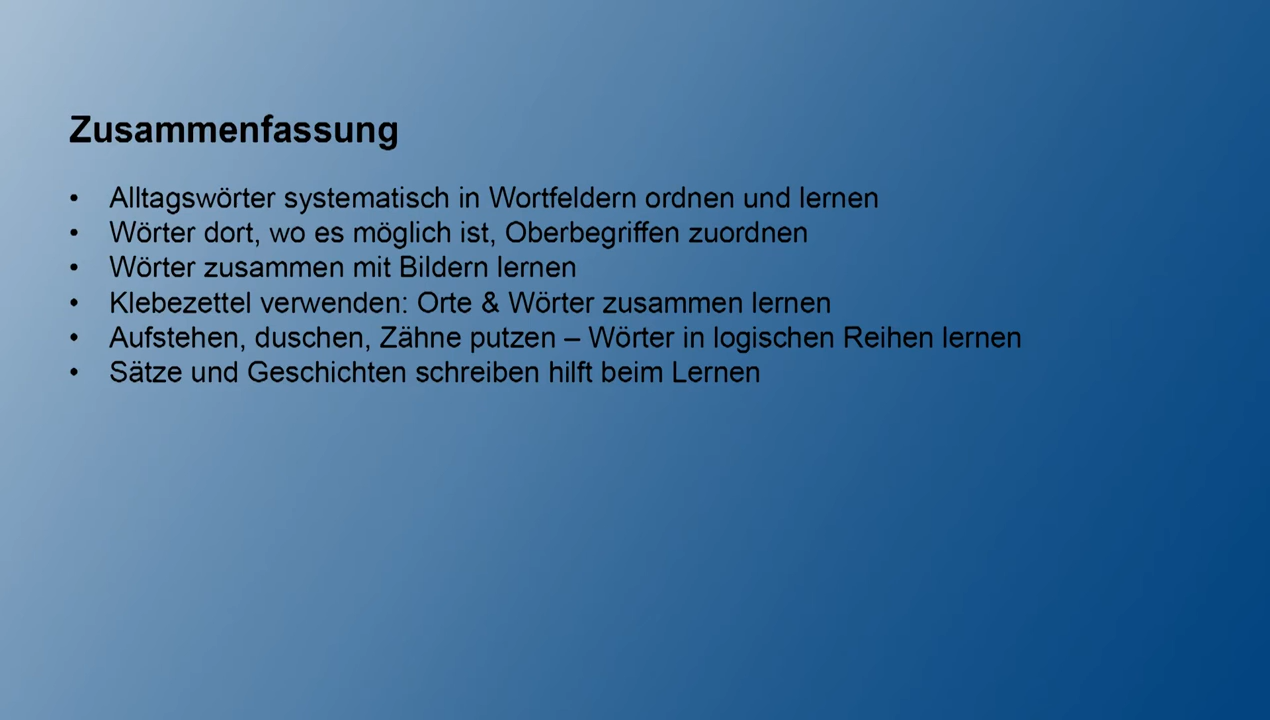 Zusammenfassung
• Alltagswörter systematisch in Wortfeldern ordnen und lernen
• Wörter dort, wo es möglich ist, Oberbegriffen zuordnen
• Wörter zusammen mit Bildern lernen
• Klebezettel verwenden: Orte & Wörter zusammen lernen
• Aufstehen, duschen, Zähne putzen – Wörter in logischen Reihen lernen
• Sätze und Geschichten schreiben hilft beim Lernen